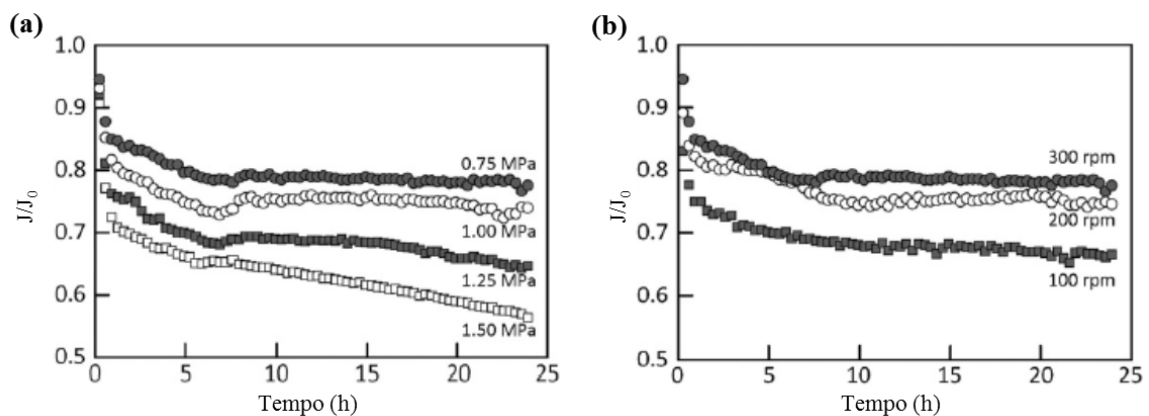 (a)
1.0
0.9
0.8
0.7
0.6
0.5
J/J₀
0.75 MPa
1.00 MPa
1.25 MPa
1.50 MPa
0 5 10 15 20 25
Tempo (h)
(b)
1.0
0.9
0.8
0.7
0.6
0.5
J/J₀
300 rpm
200 rpm
100 rpm
0 5 10 15 20 25
Tempo (h)